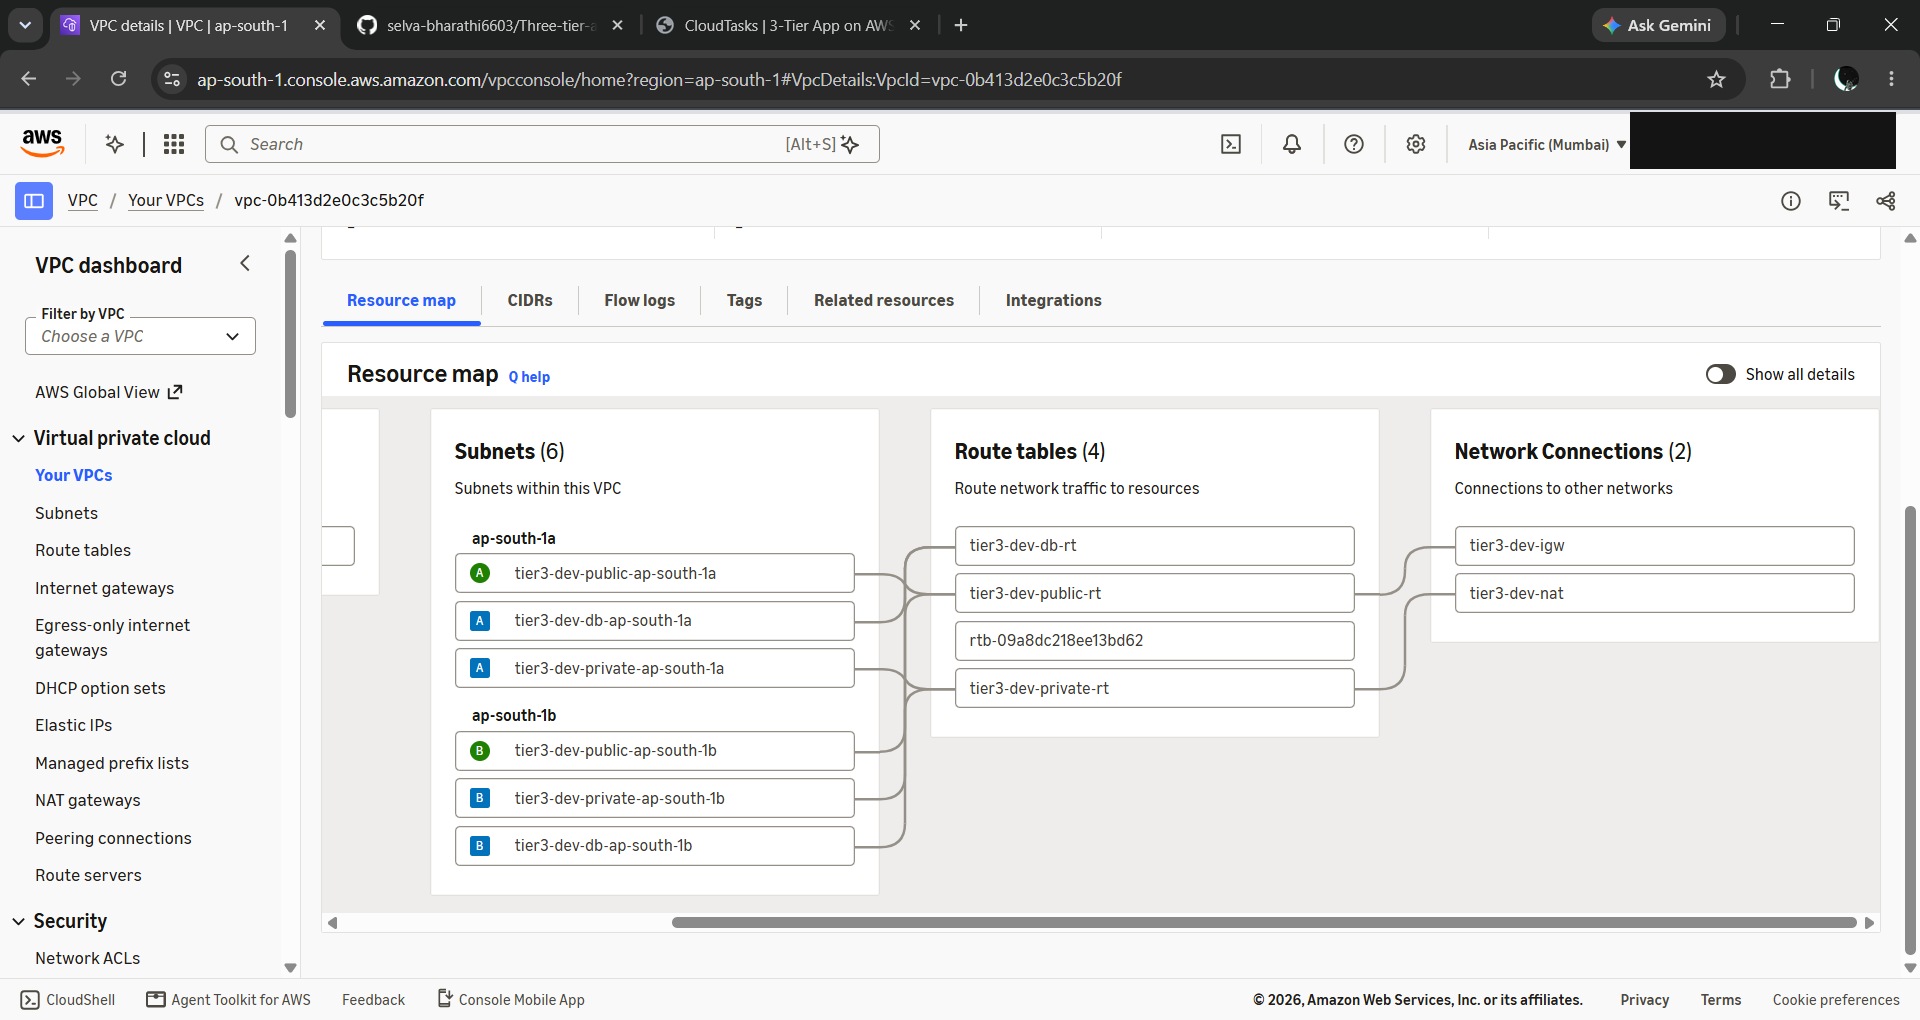 VPC details | VPC | ap-south-1
selva-bharathi6603/Three-tier-a
CloudTasks | 3-Tier App on AWS
Ask Gemini
ap-south-1.console.aws.amazon.com/vpcconsole/home?region=ap-south-1#VpcDetails:VpcId=vpc-0b413d2e0c3c5b20f
aws
Search
[Alt+S]
Asia Pacific (Mumbai)
VPC / Your VPCs / vpc-0b413d2e0c3c5b20f
VPC dashboard
Filter by VPC
Choose a VPC
AWS Global View
Virtual private cloud
Your VPCs
Subnets
Route tables
Internet gateways
Egress-only internet
gateways
DHCP option sets
Elastic IPs
Managed prefix lists
NAT gateways
Peering connections
Route servers
Security
Network ACLs
Resource map
CIDRs
Flow logs
Tags
Related resources
Integrations
Resource map
Q help
Show all details
Subnets (6)
Subnets within this VPC
ap-south-1a
A tier3-dev-public-ap-south-1a
A tier3-dev-db-ap-south-1a
A tier3-dev-private-ap-south-1a
ap-south-1b
B tier3-dev-public-ap-south-1b
B tier3-dev-private-ap-south-1b
B tier3-dev-db-ap-south-1b
Route tables (4)
Route network traffic to resources
tier3-dev-db-rt
tier3-dev-public-rt
rtb-09a8dc218ee13bd62
tier3-dev-private-rt
Network Connections (2)
Connections to other networks
tier3-dev-igw
tier3-dev-nat
CloudShell
Agent Toolkit for AWS
Feedback
Console Mobile App
© 2026, Amazon Web Services, Inc. or its affiliates.
Privacy
Terms
Cookie preferences